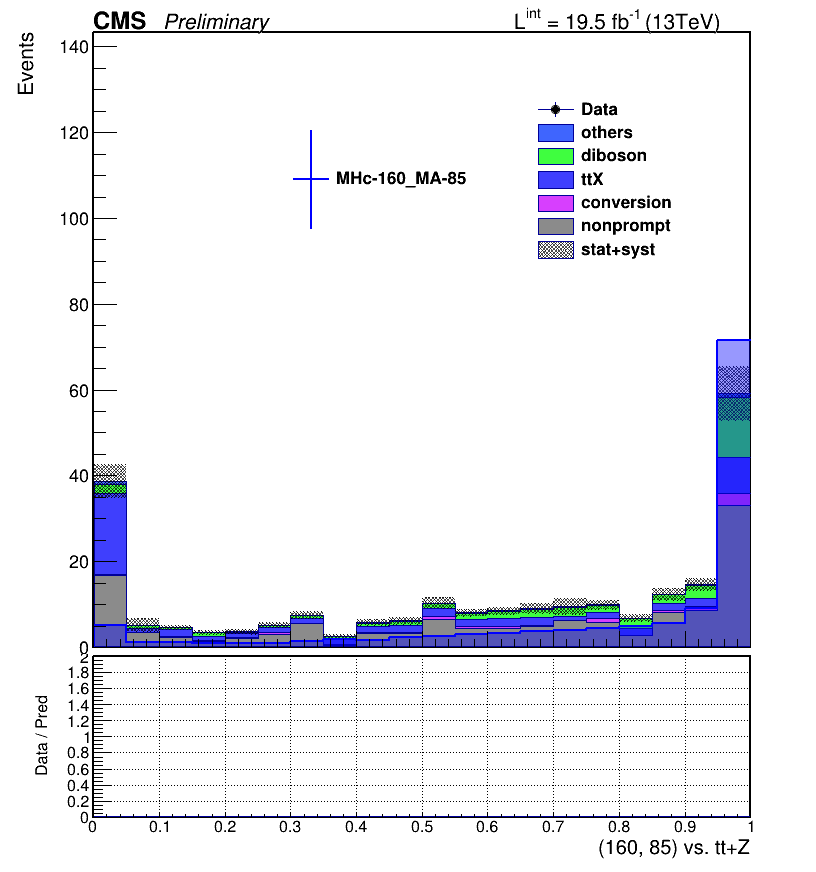 CMS Preliminary L^int = 19.5 fb^-1 (13TeV)
Events
140
120
100
80
60
40
20
0
Data
others
diboson
ttX
conversion
nonprompt
stat+syst
MHc-160_MA-85
Data / Pred
2
1.8
1.6
1.4
1.2
1
0.8
0.6
0.4
0.2
0
0 0.1 0.2 0.3 0.4 0.5 0.6 0.7 0.8 0.9 1
(160, 85) vs. tt+Z